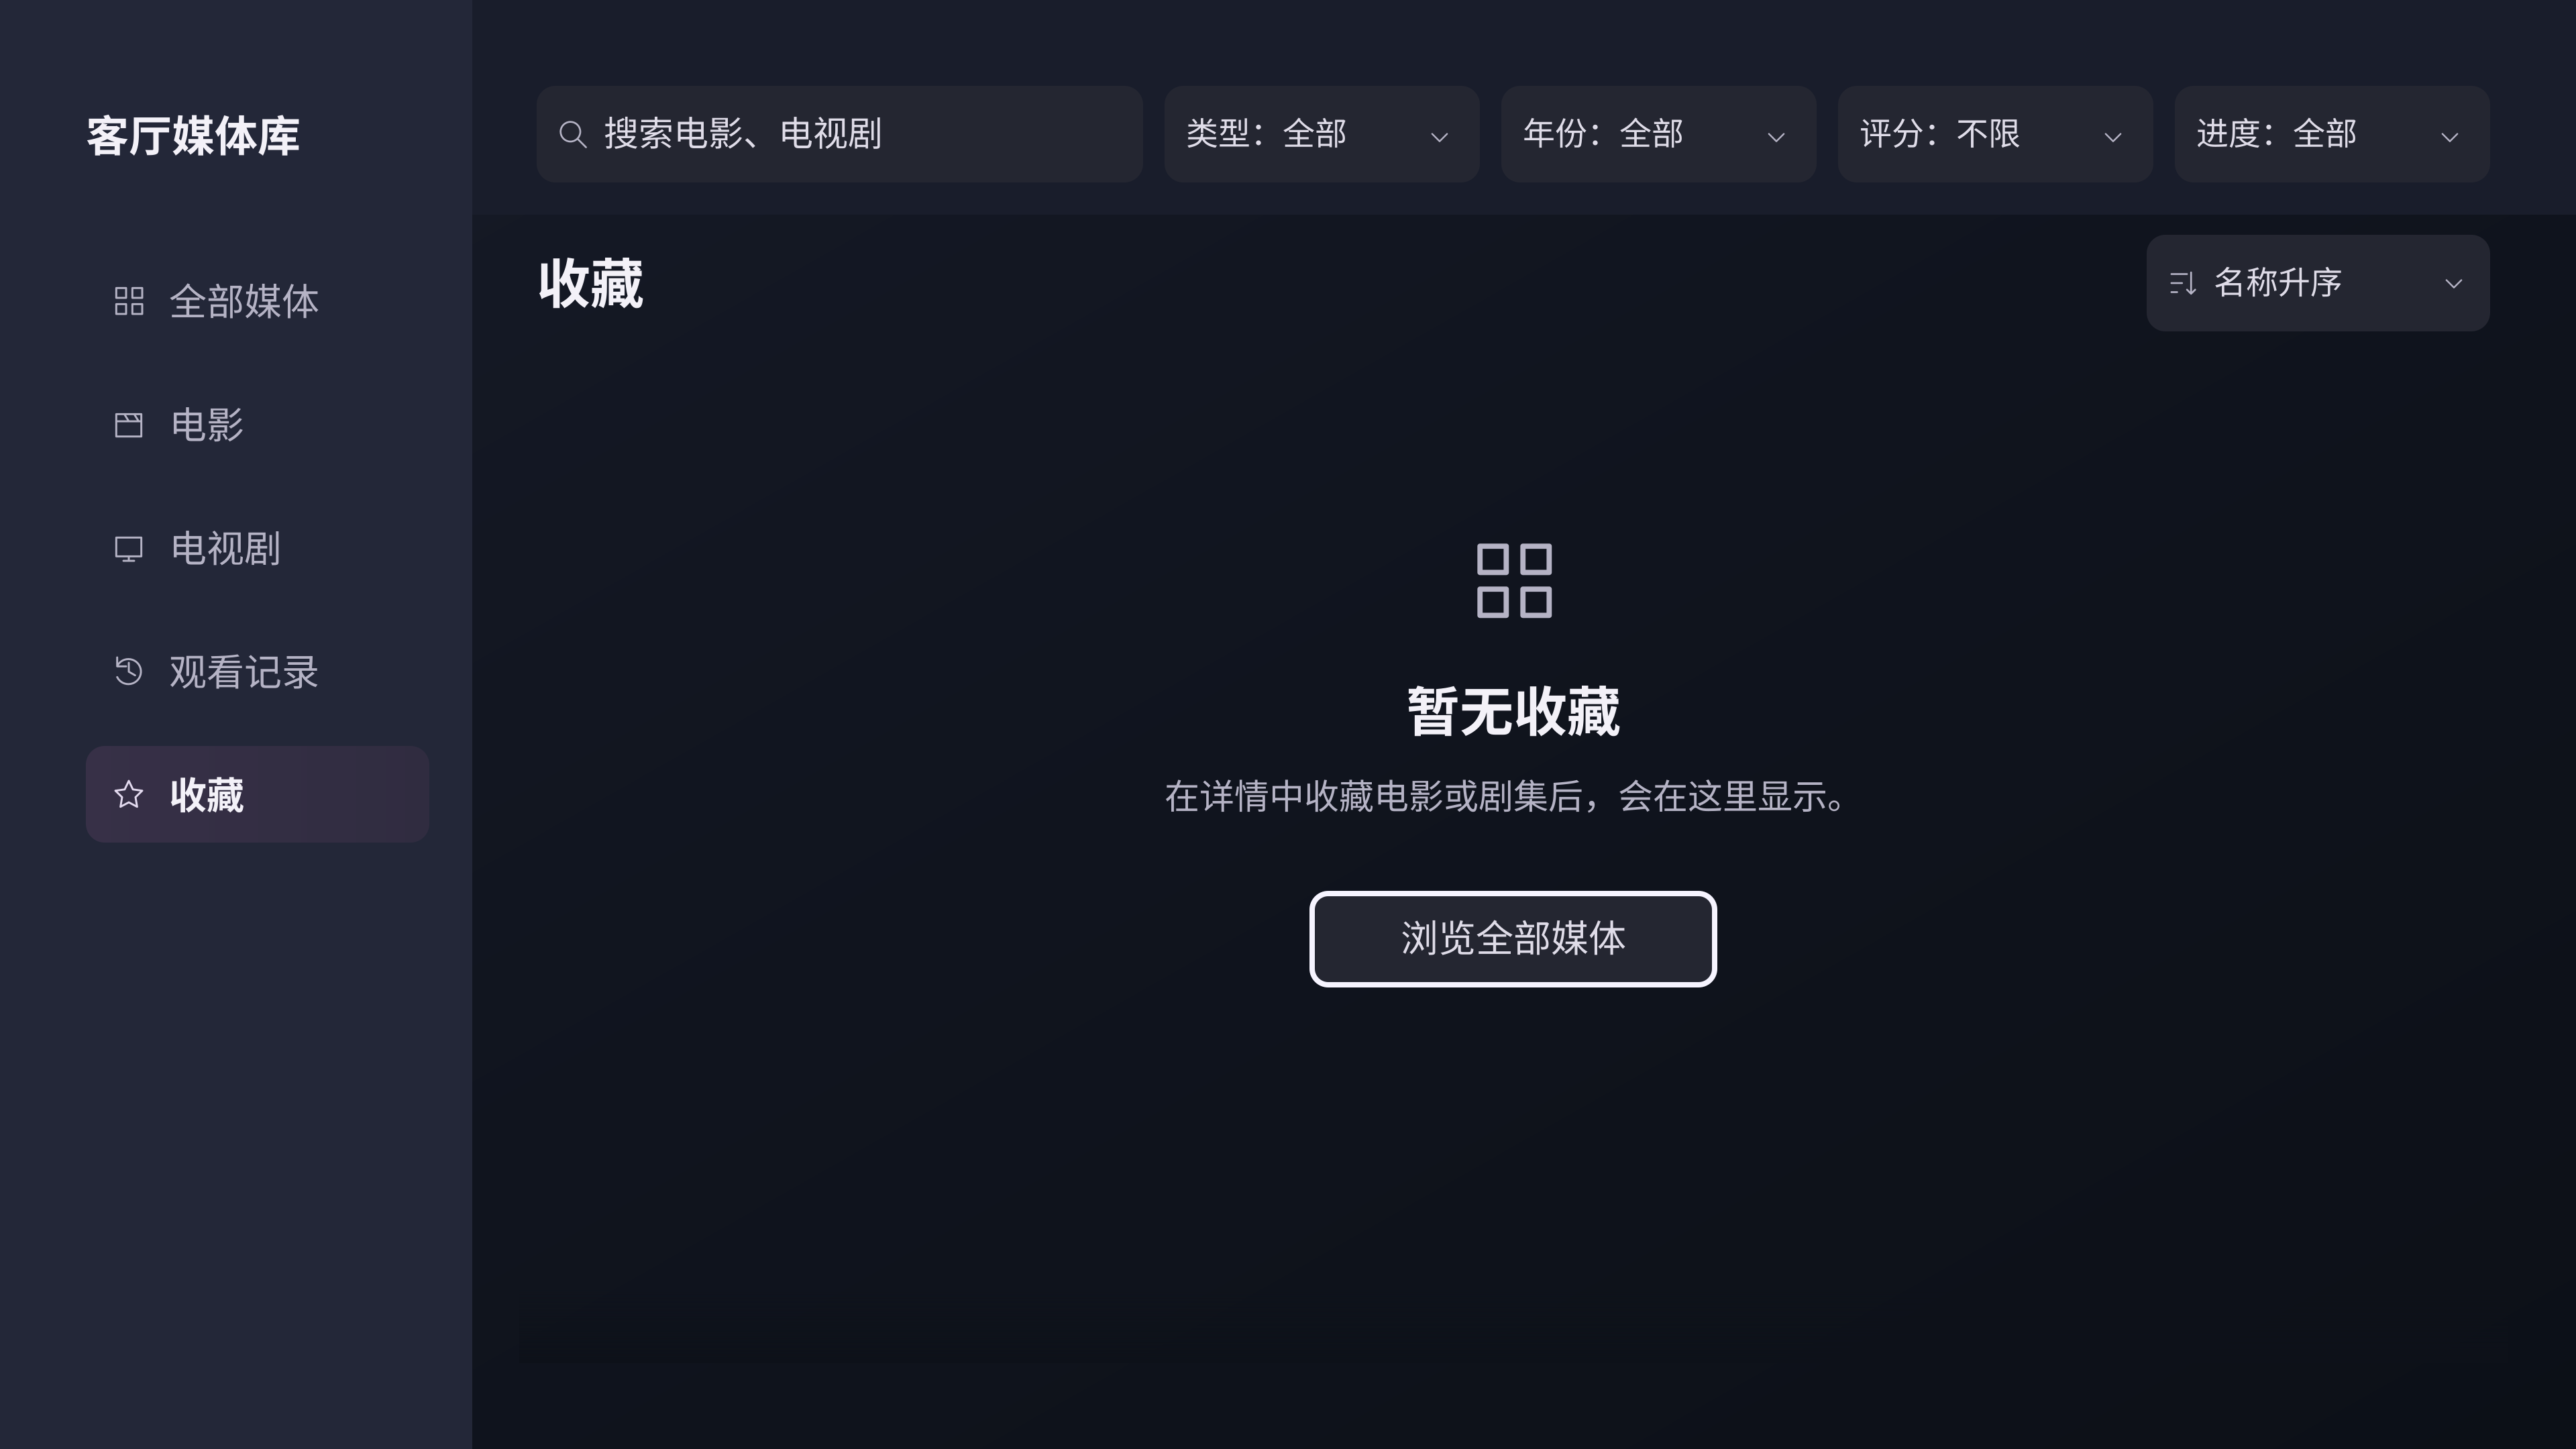 客厅媒体库
全部媒体
电影
电视剧
观看记录
收藏
搜索电影、电视剧
类型：全部
年份：全部
评分：不限
进度：全部
收藏
名称升序
暂无收藏
在详情中收藏电影或剧集后，会在这里显示。
浏览全部媒体